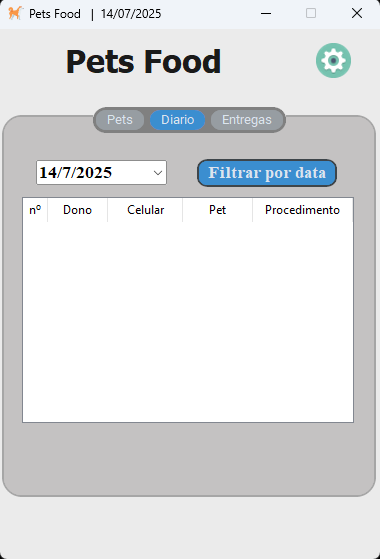 Pets Food | 14/07/2025
Pets Food
Pets Diario Entregas
14/7/2025 Filtrar por data
nº Dono Celular Pet Procedimento